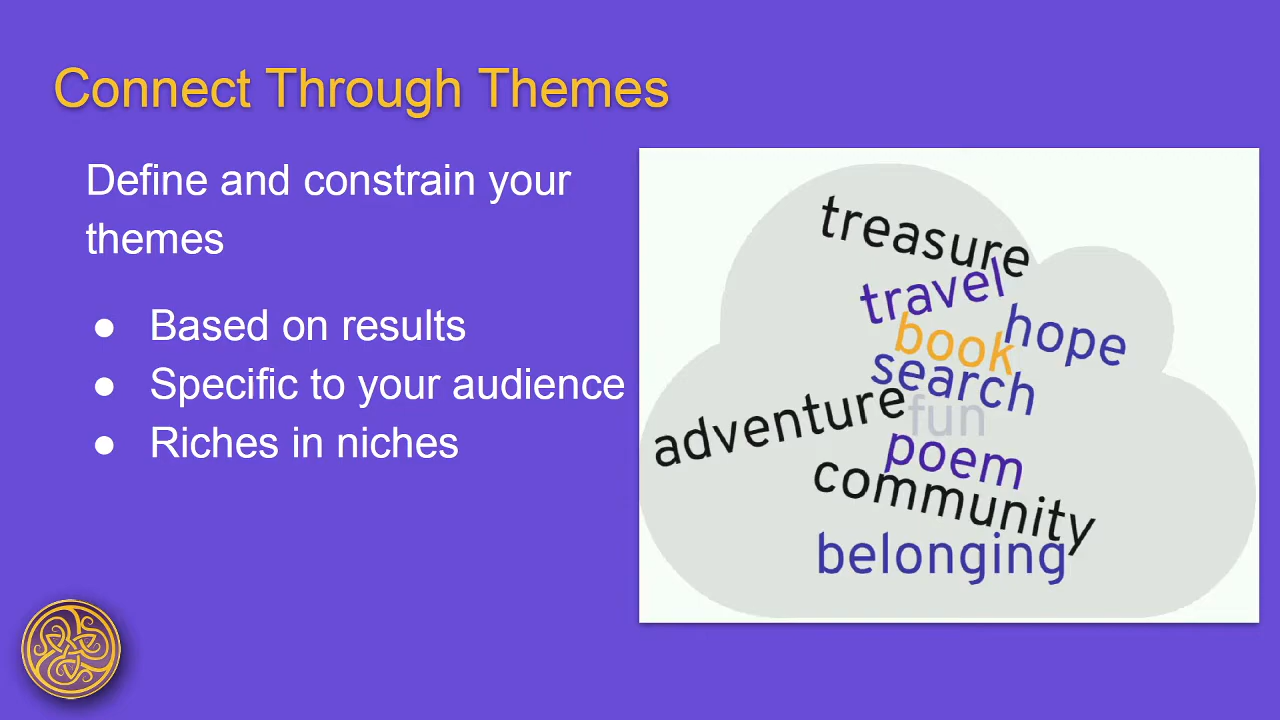 Connect Through Themes
Define and constrain your
themes
● Based on results
● Specific to your audience
● Riches in niches
treasure
travel
hope
book
search
adventure
fun
poem
community
belonging